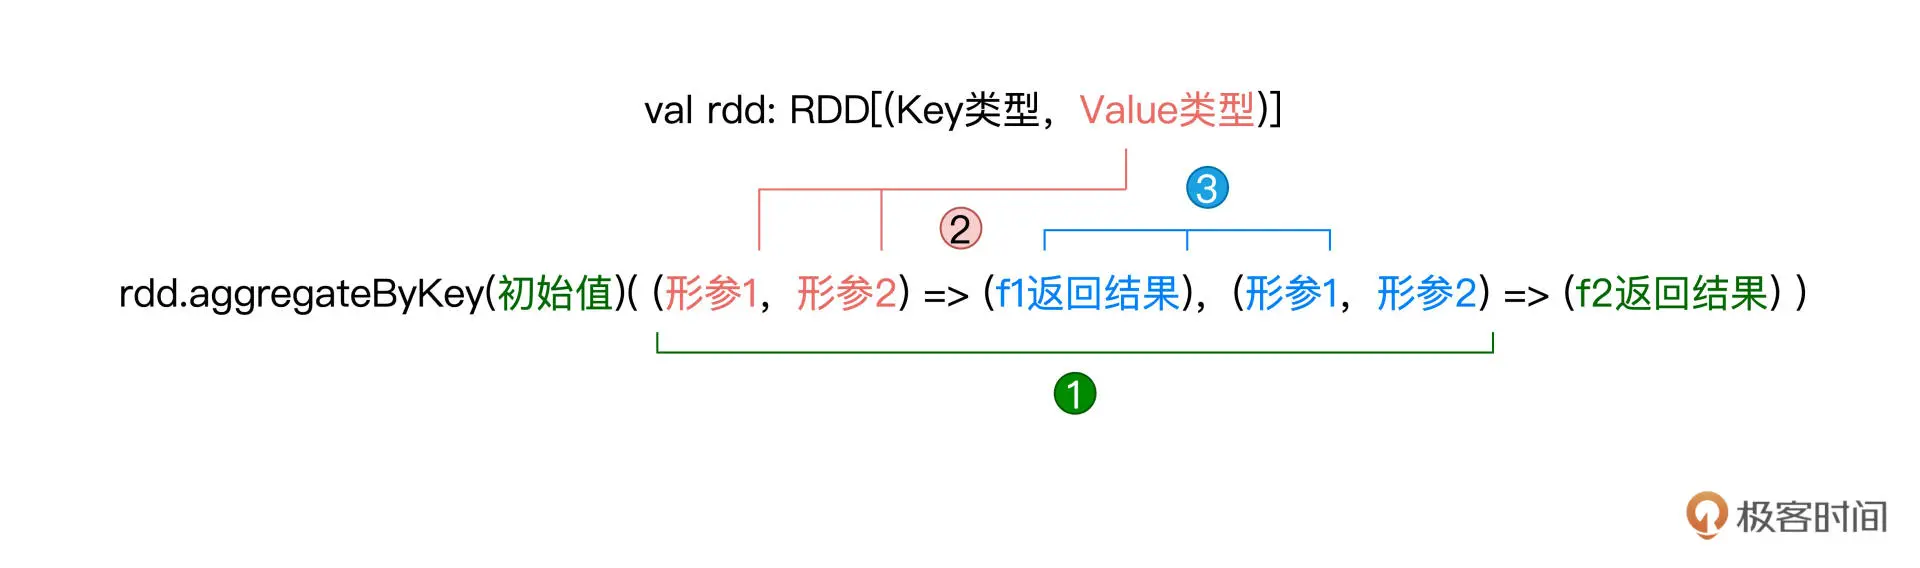 val rdd: RDD[(Key类型，Value类型)]
3
2
rdd.aggregateByKey(初始值)( (形参1，形参2) => (f1返回结果)，(形参1，形参2) => (f2返回结果) )
1
极客时间